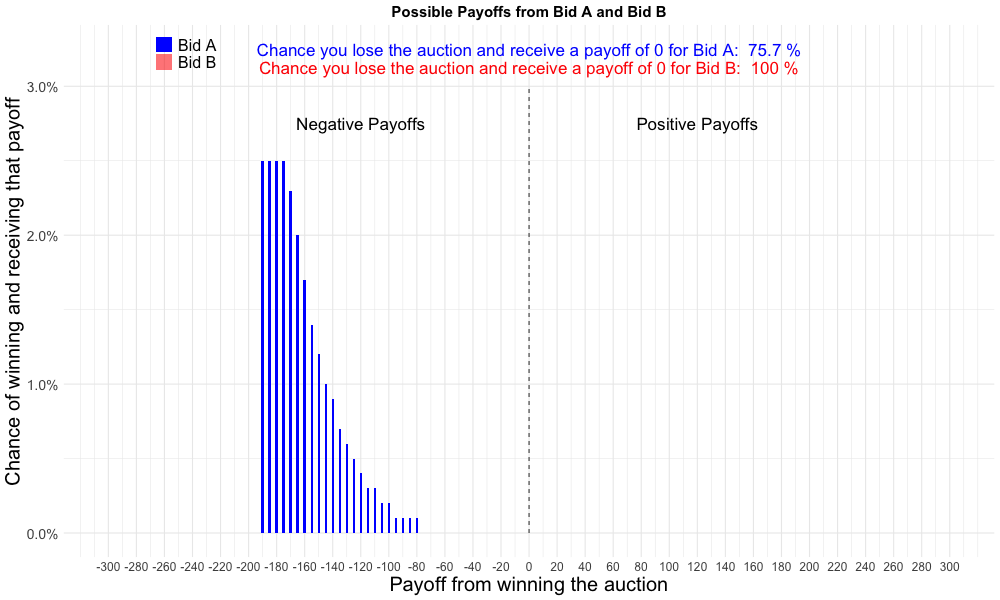 Possible Payoffs from Bid A and Bid B
Bid A
Bid B
Chance you lose the auction and receive a payoff of 0 for Bid A:  75.7 %
Chance you lose the auction and receive a payoff of 0 for Bid B:  100 %
Negative Payoffs
Positive Payoffs
Chance of winning and receiving that payoff
3.0%
2.0%
1.0%
0.0%
-300 -280 -260 -240 -220 -200 -180 -160 -140 -120 -100 -80 -60 -40 -20 0 20 40 60 80 100 120 140 160 180 200 220 240 260 280 300
Payoff from winning the auction